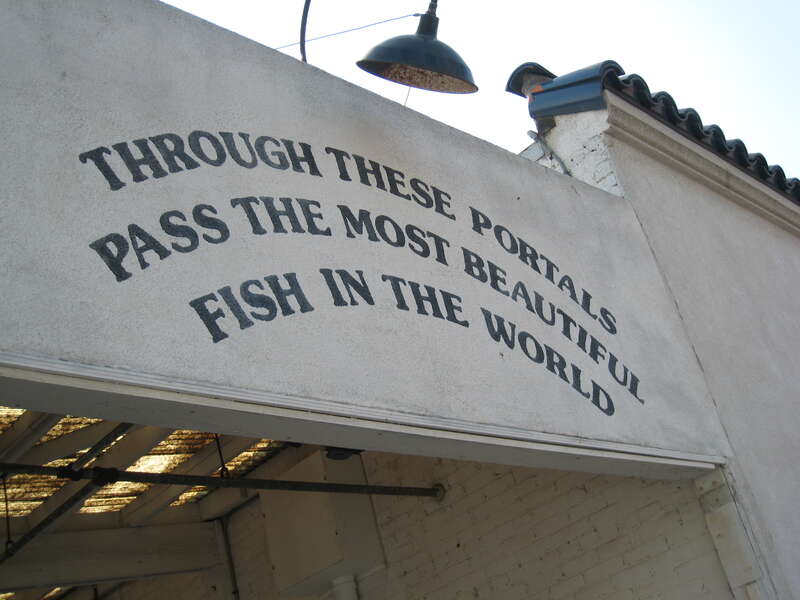 THROUGH THESE PORTALS
PASS THE MOST BEAUTIFUL
FISH IN THE WORLD